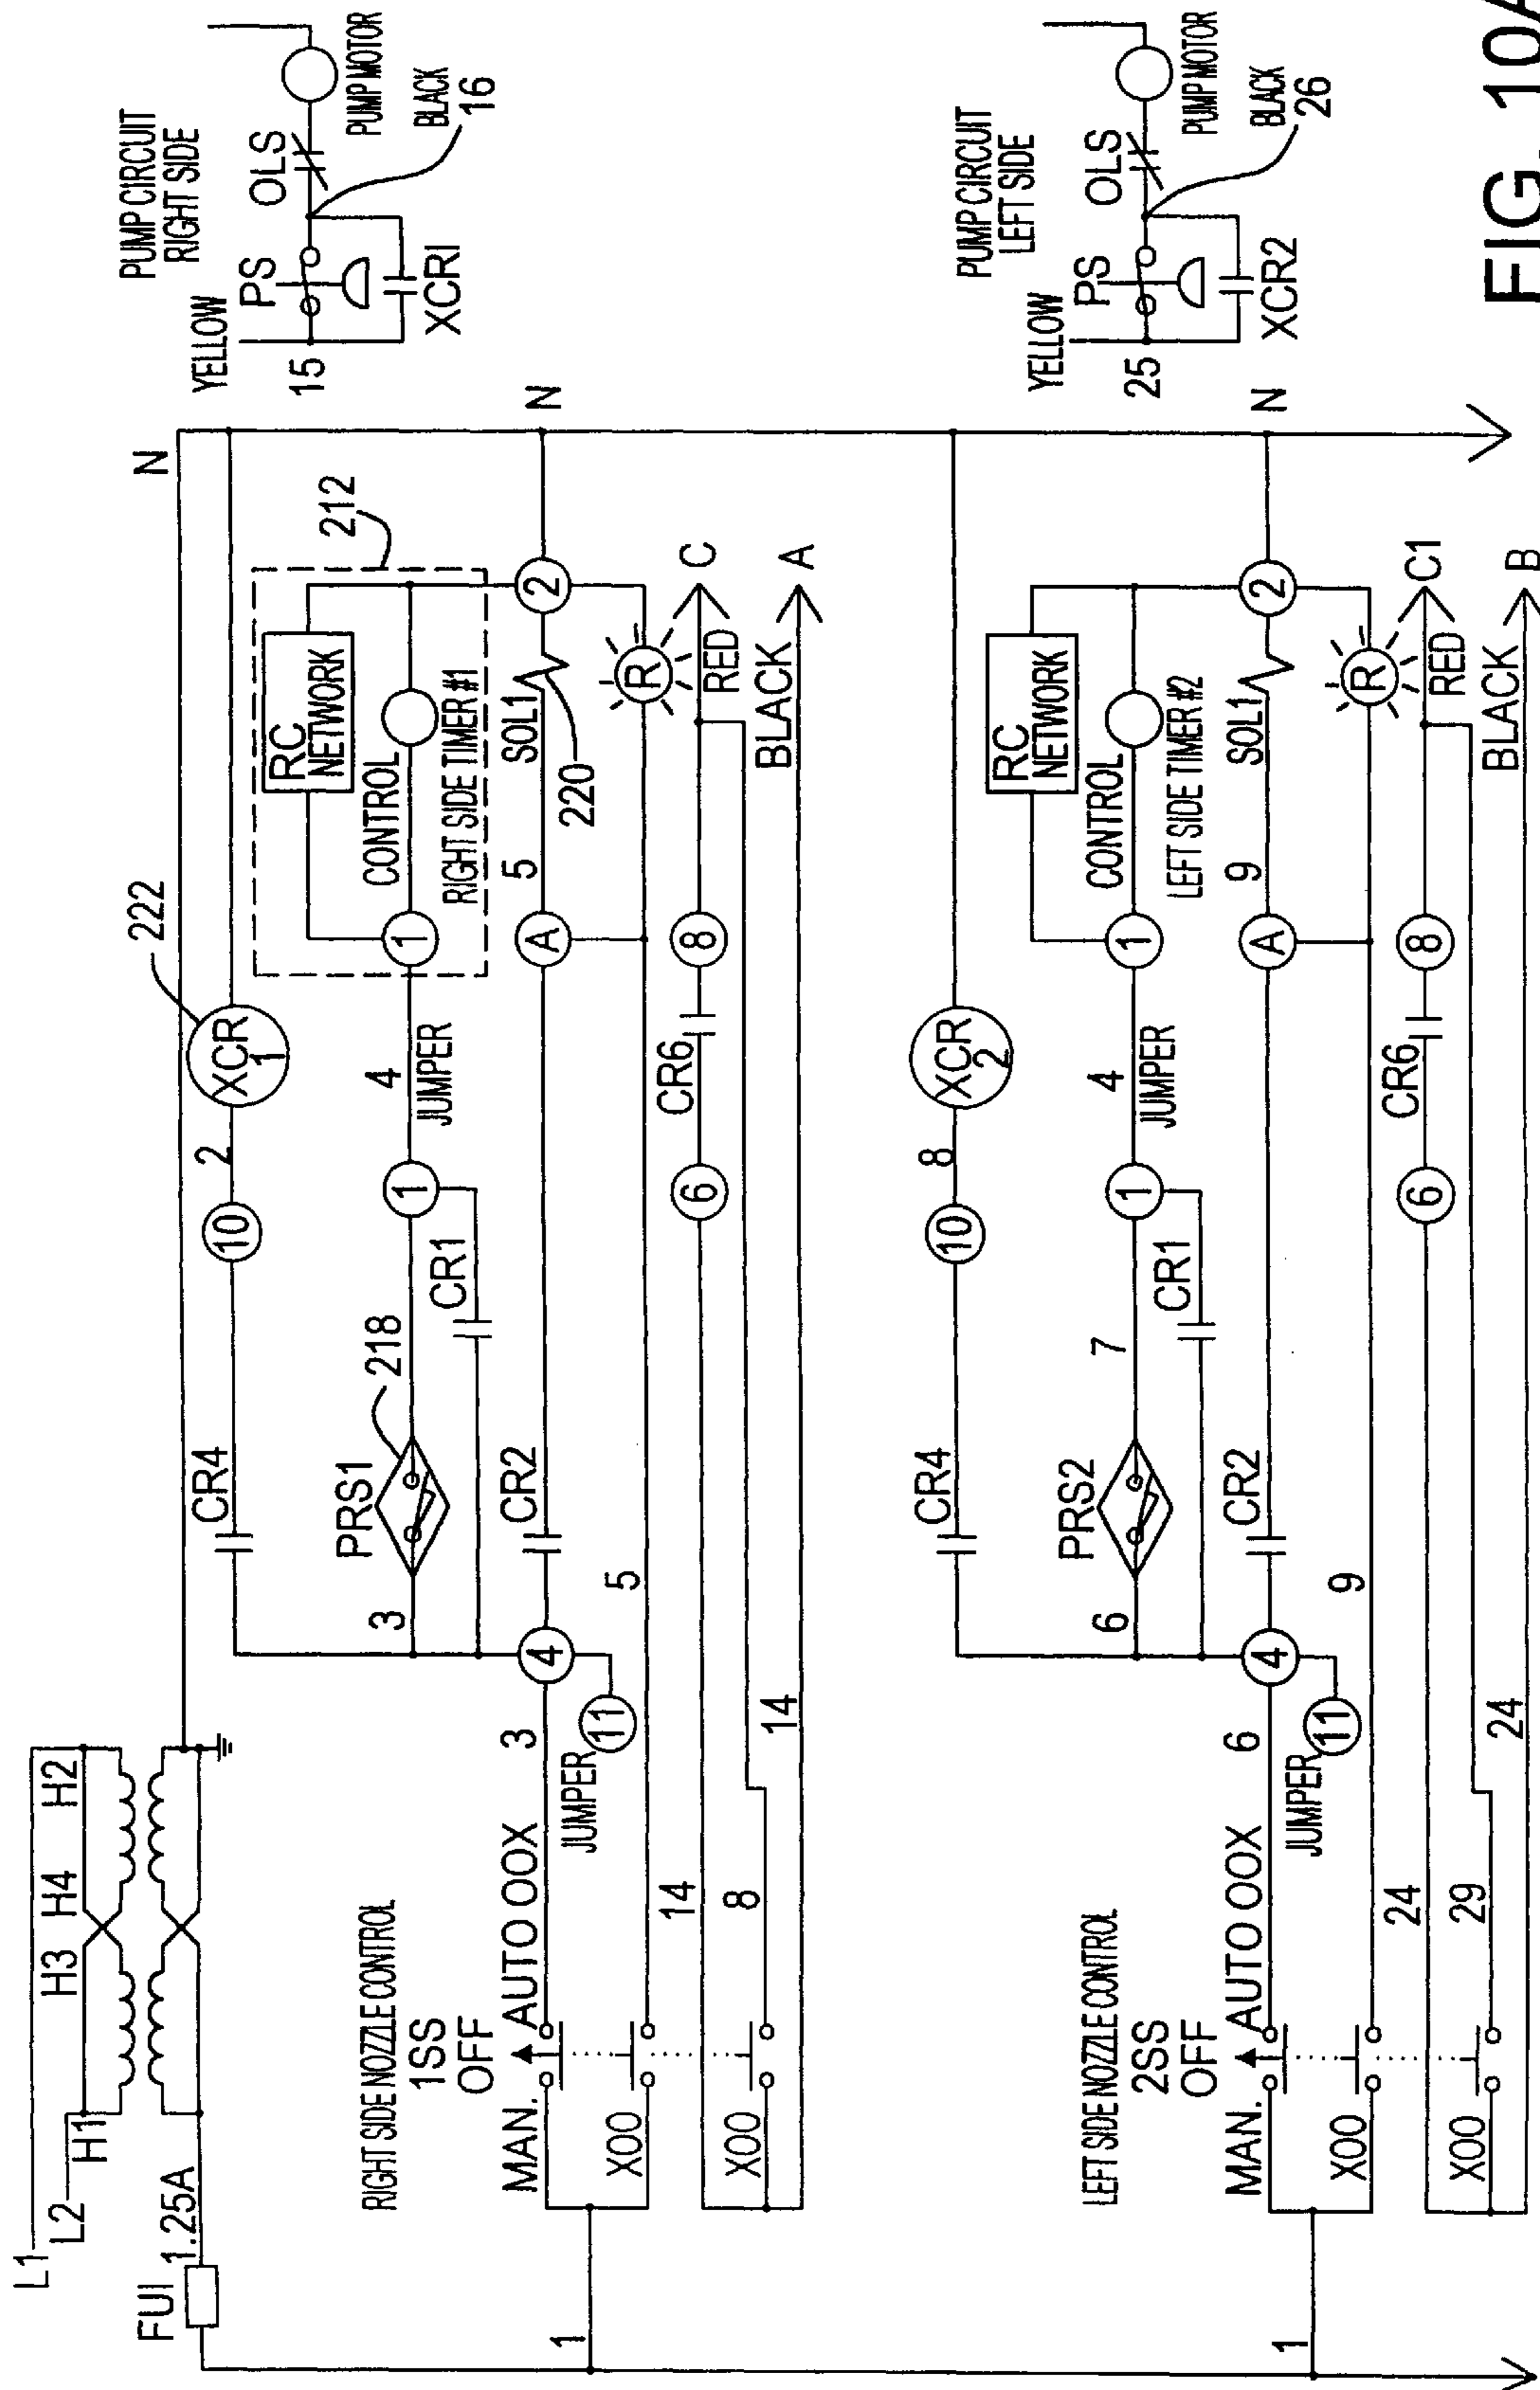 L1
L2
H1
H3
H4
H2
FUI
1.25A
N
CR4
10
2
XCR
1
222
3
PRS1
218
CR1
1
4
JUMPER
1
RC
NETWORK
CONTROL
RIGHT SIDE TIMER #1
212
RIGHT SIDE NOZZLE CONTROL
1SS
OFF
MAN.
AUTO OOX
3
4
CR2
A
5
SOL1
220
2
N
JUMPER
11
1
XOO
5
R
14
6
CR6
8
RED
C
XOO
8
14
BLACK
A
PUMP CIRCUIT
RIGHT SIDE
YELLOW
PS
OLS
15
PUMP MOTOR
XCRI
BLACK
16
CR4
10
8
XCR
2
6
PRS2
7
CR1
1
4
JUMPER
1
RC
NETWORK
CONTROL
LEFT SIDE TIMER #2
LEFT SIDE NOZZLE CONTROL
2SS
OFF
MAN.
AUTO OOX
6
4
CR2
A
9
SOL1
2
N
JUMPER
11
1
XOO
9
R
24
6
CR6
8
RED
C1
XOO
29
24
BLACK
B
PUMP CIRCUIT
LEFT SIDE
YELLOW
PS
OLS
25
PUMP MOTOR
XCR2
BLACK
26
FIG. 10A